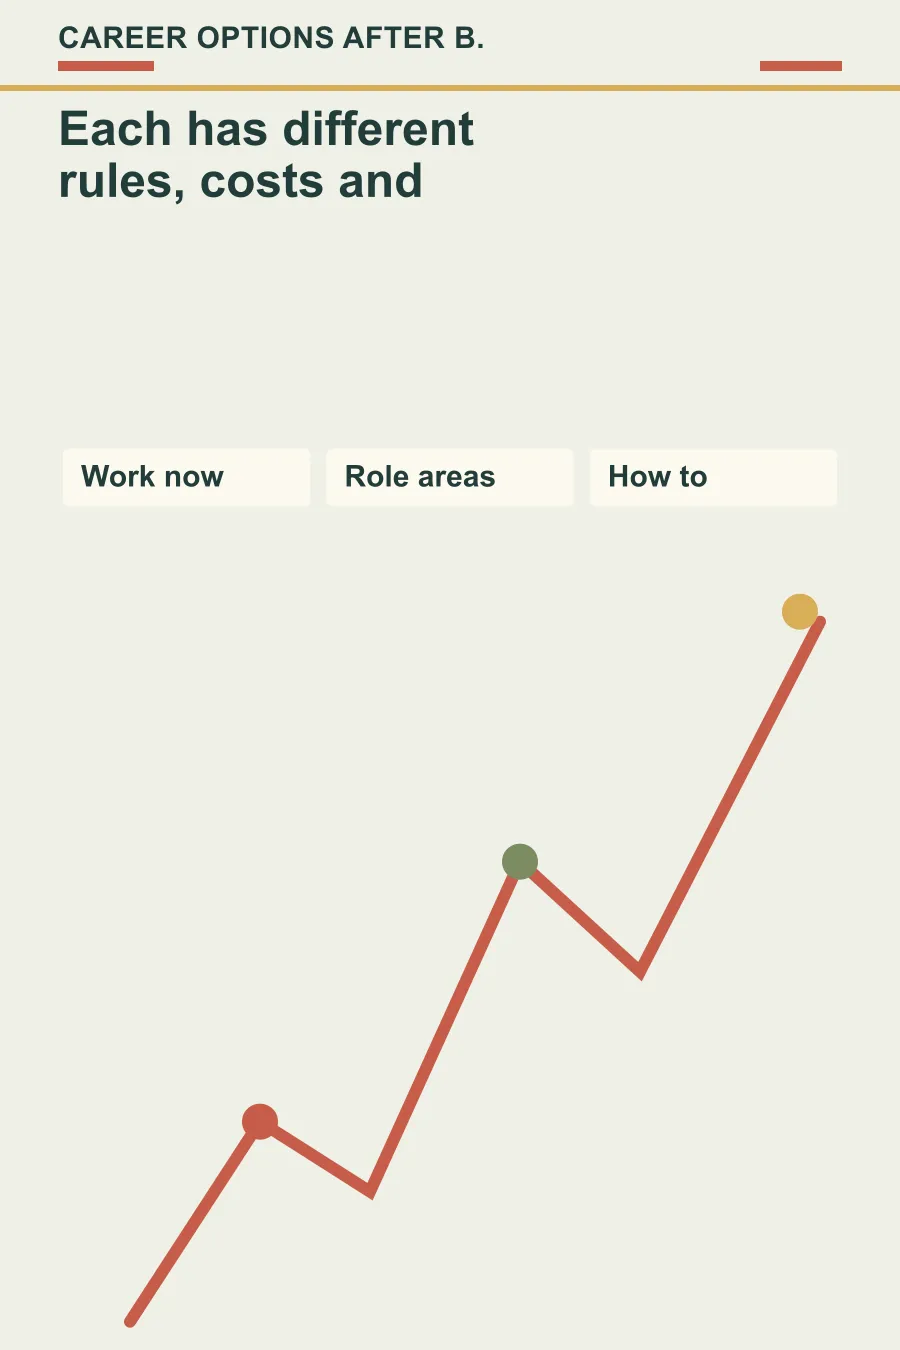 CAREER OPTIONS AFTER B.
Each has different
rules, costs and
Work now
Role areas
How to